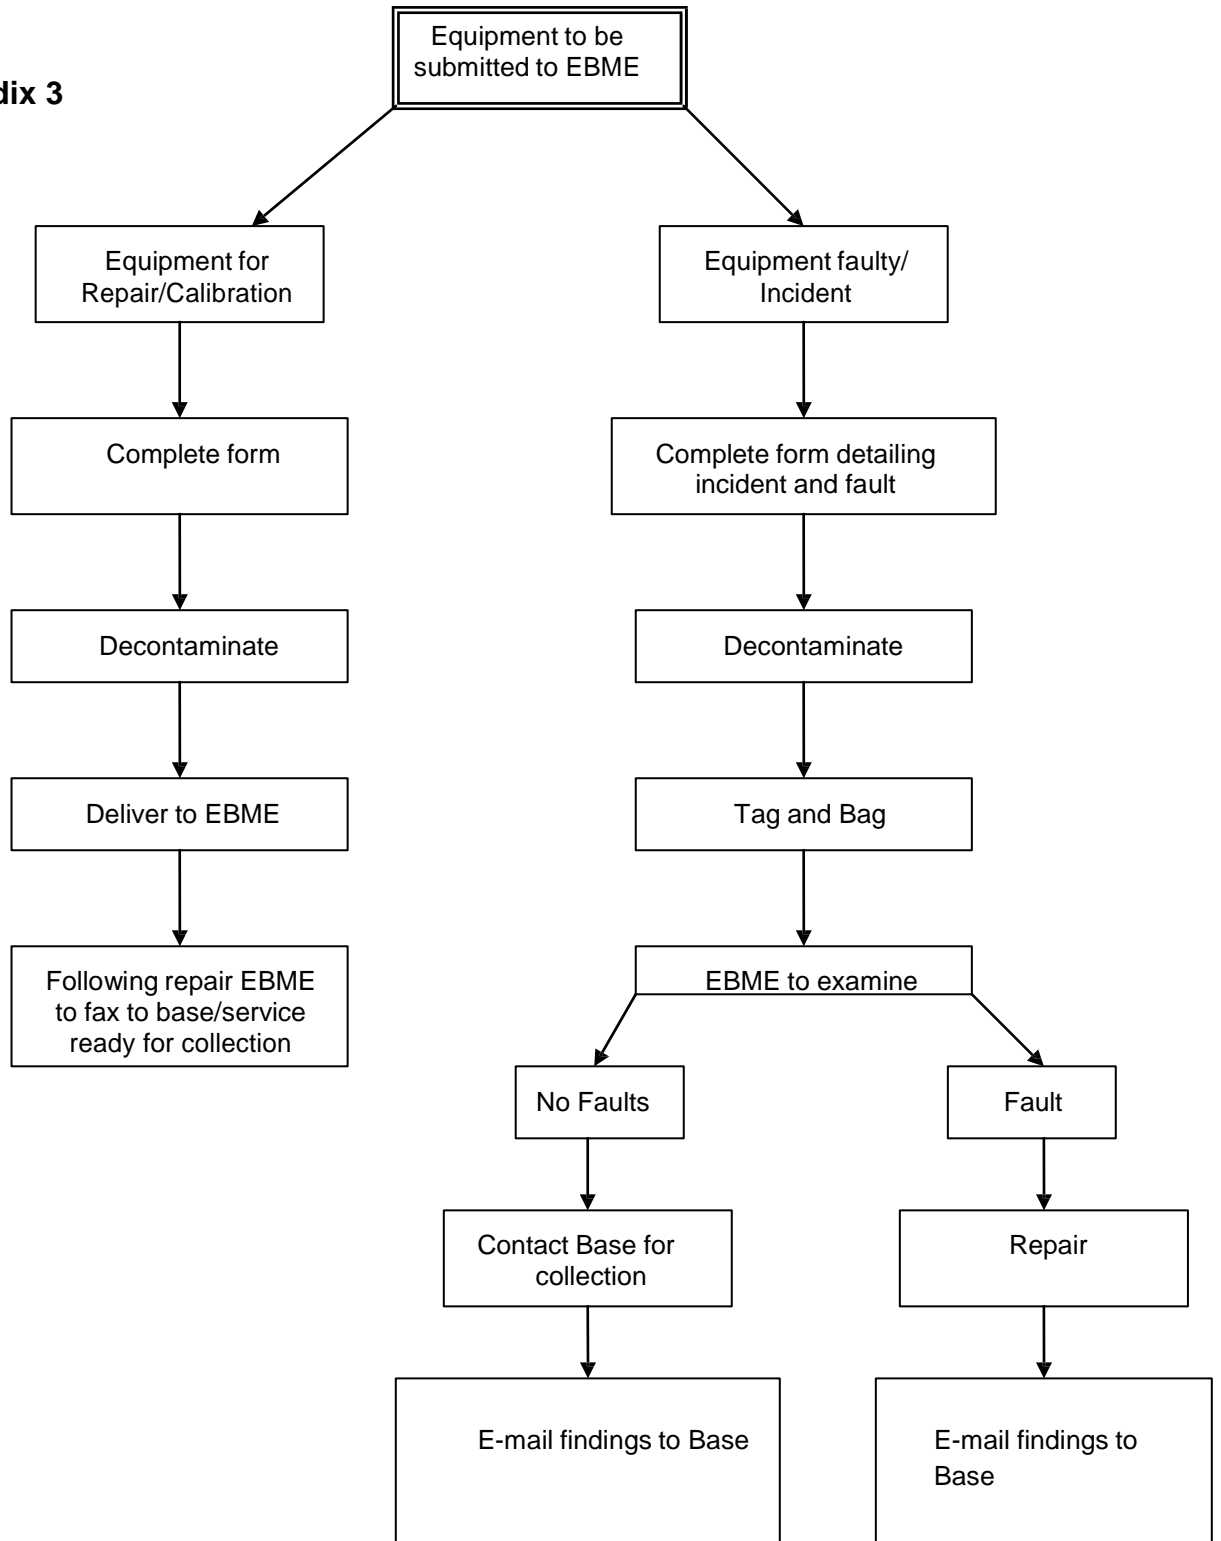 Equipment to be
submitted to EBME
dix 3
Equipment for
Repair/Calibration
Equipment faulty/
Incident
Complete form
Complete form detailing
incident and fault
Decontaminate
Decontaminate
Deliver to EBME
Tag and Bag
Following repair EBME
to fax to base/service
ready for collection
EBME to examine
No Faults
Fault
Contact Base for
collection
Repair
E-mail findings to Base
E-mail findings to
Base